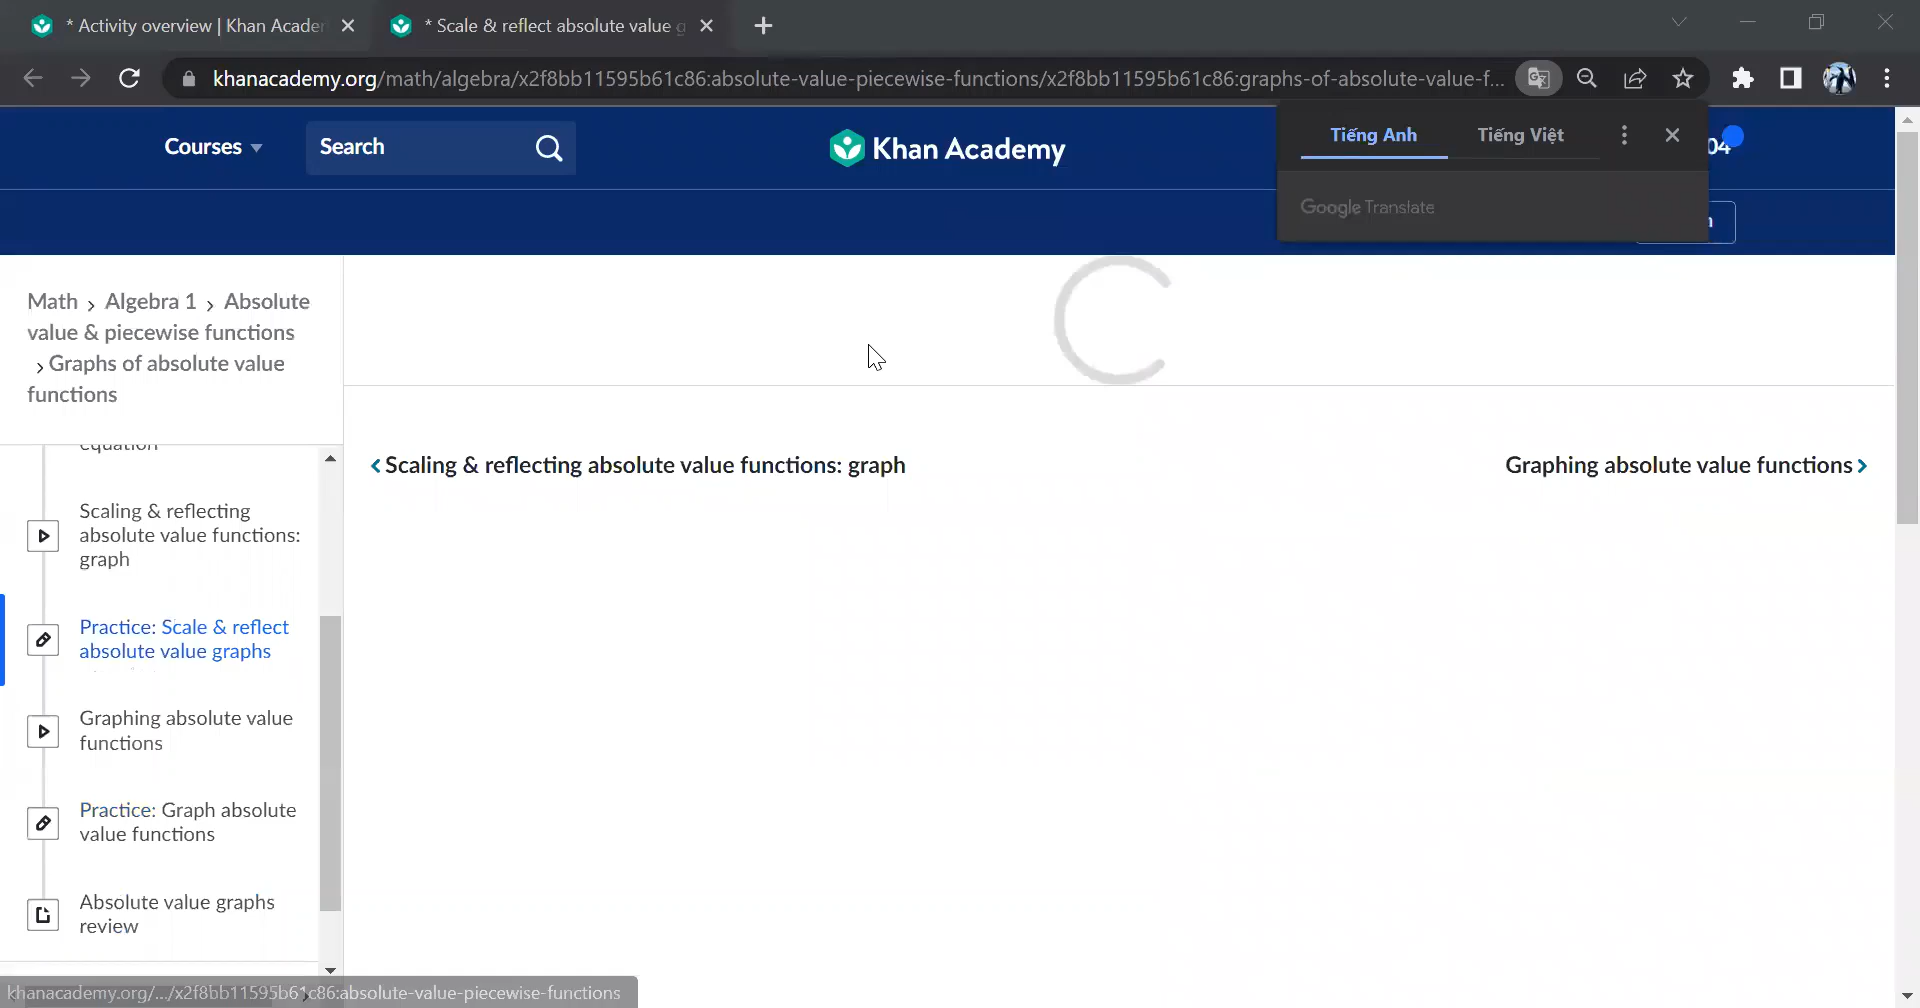 * Activity overview | Khan Acade
* Scale & reflect absolute value g
khanacademy.org/math/algebra/x2f8bb11595b61c86:absolute-value-piecewise-functions/x2f8bb11595b61c86:graphs-of-absolute-value-f...
Courses
Search
Khan Academy
Tiếng Anh
Tiếng Việt
04
Google Translate
Math › Algebra 1 › Absolute
value & piecewise functions
› Graphs of absolute value
functions
equation
Scaling & reflecting
absolute value functions:
graph
Practice: Scale & reflect
absolute value graphs
Graphing absolute value
functions
Practice: Graph absolute
value functions
Absolute value graphs
review
‹ Scaling & reflecting absolute value functions: graph
Graphing absolute value functions ›
khanacademy.org/.../x2f8bb11595b61c86:absolute-value-piecewise-functions